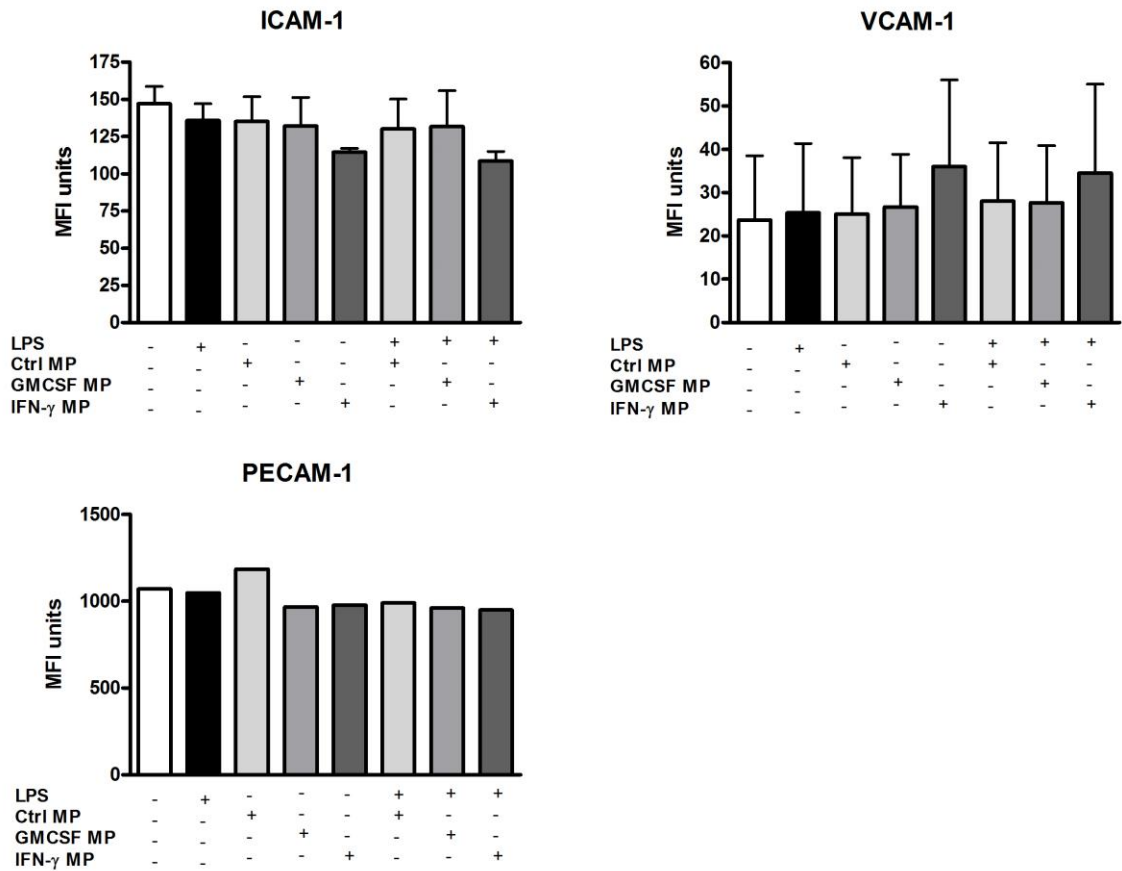 ICAM-1
175
150
125
100
75
50
25
0
MFI units
LPS - + - - - + + +
Ctrl MP - - + - - + - -
GMCSF MP - - - + - - + -
IFN-γ MP - - - - + - - +
VCAM-1
60
50
40
30
20
10
0
MFI units
LPS - + - - - + + +
Ctrl MP - - + - - + - -
GMCSF MP - - - + - - + -
IFN-γ MP - - - - + - - +
PECAM-1
1500
1000
500
0
MFI units
LPS - + - - - + + +
Ctrl MP - - + - - + - -
GMCSF MP - - - + - - + -
IFN-γ MP - - - - + - - +